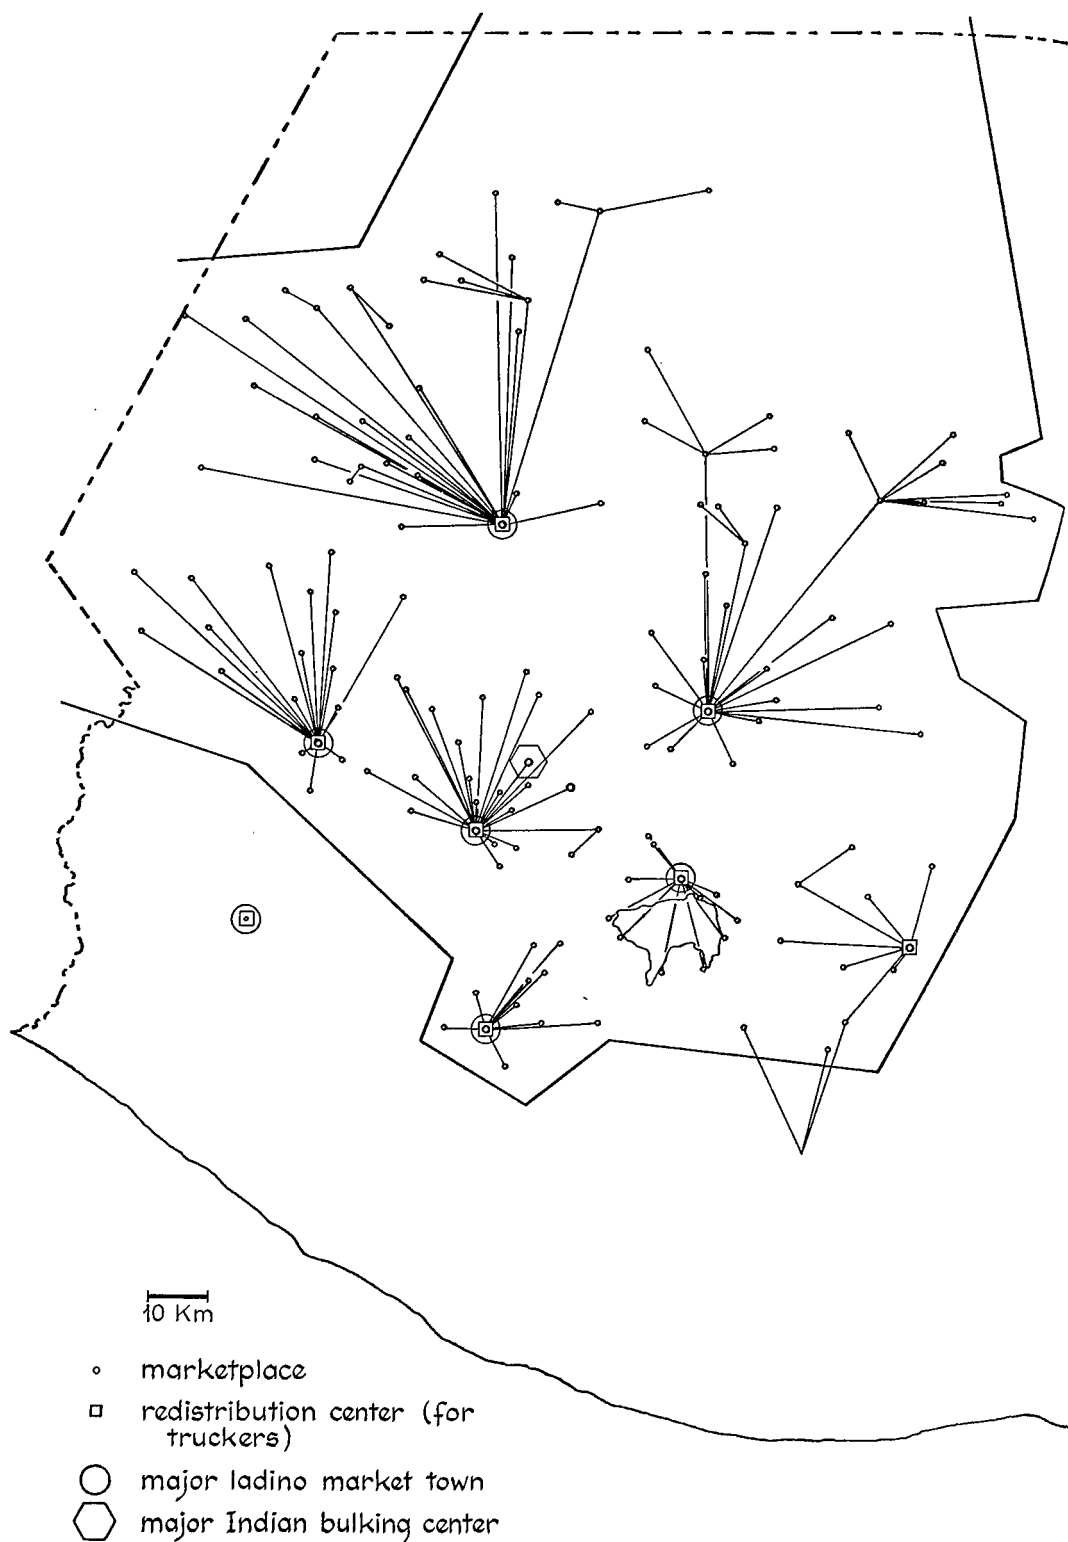 10 Km
marketplace
redistribution center (for
truckers)
major ladino market town
major Indian bulking center